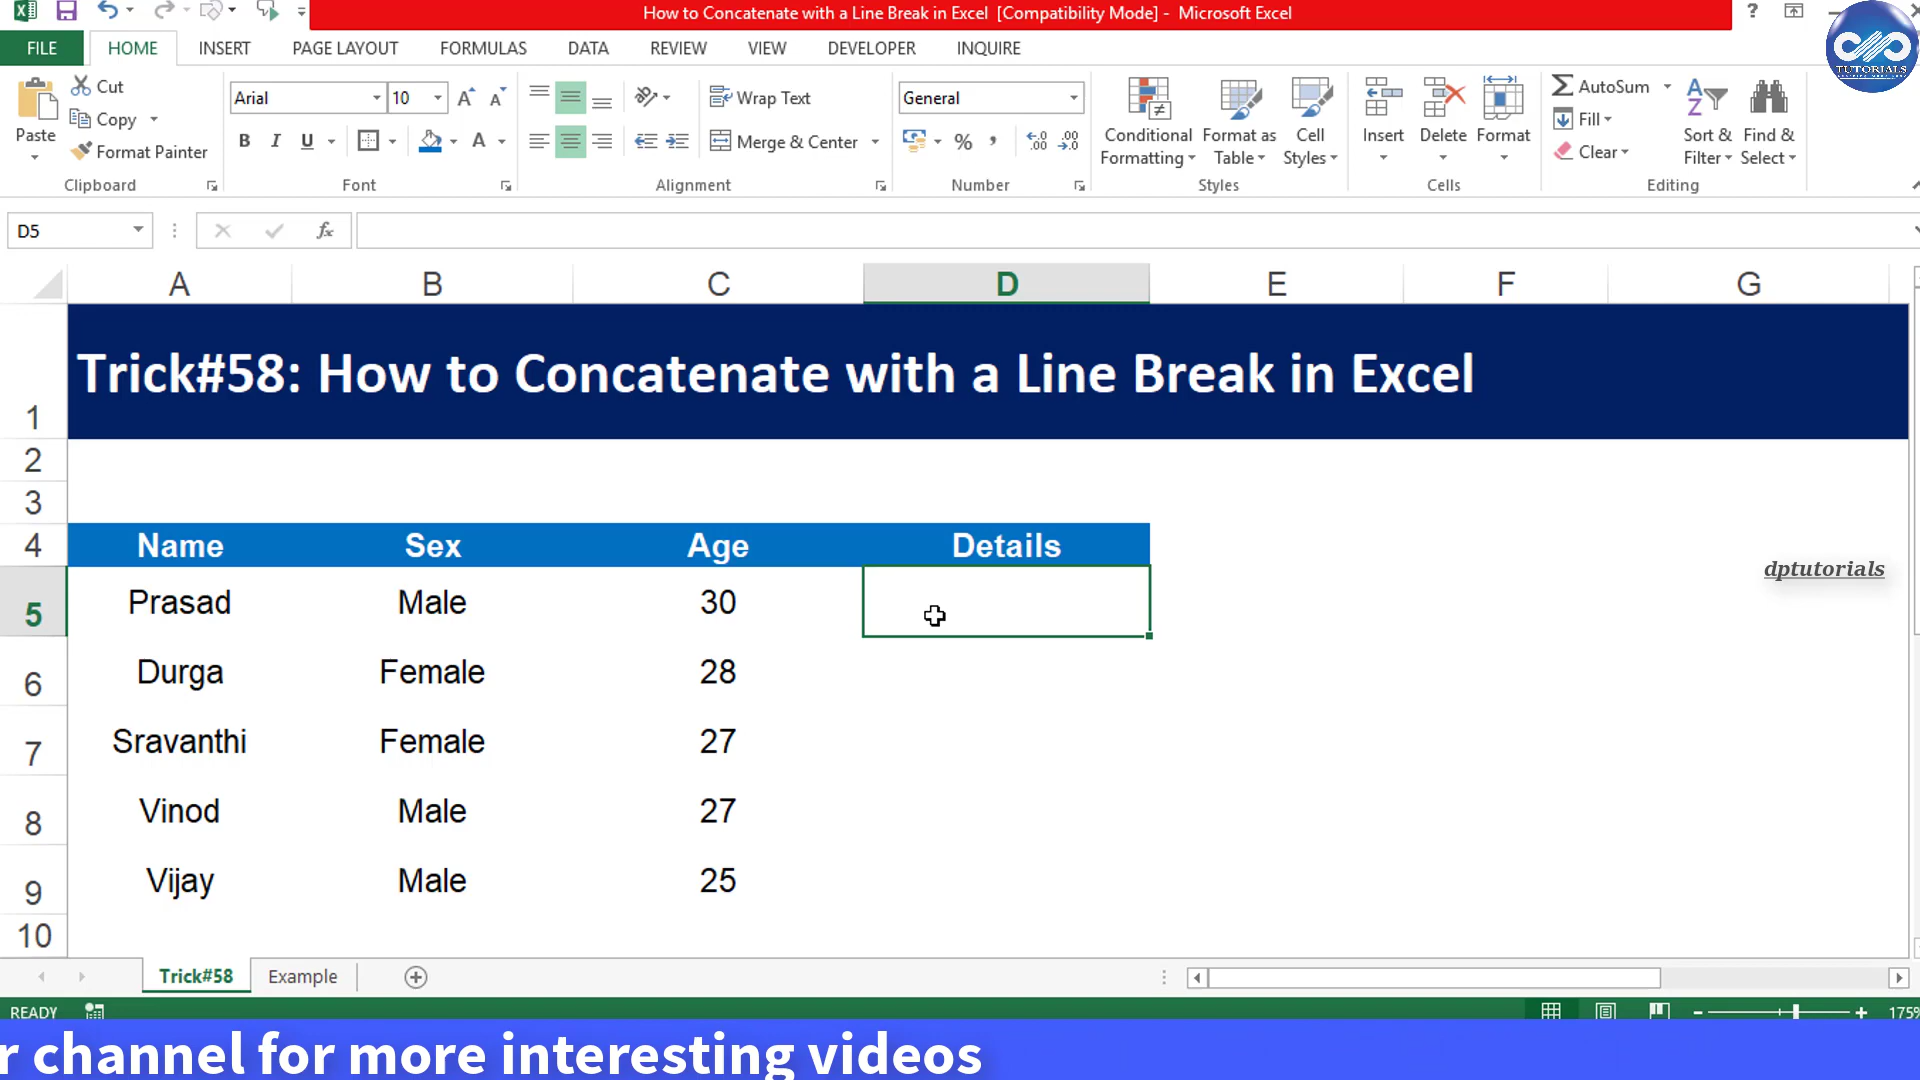 How to Concatenate with a Line Break in Excel [Compatibility Mode] - Microsoft Excel
?
FILE HOME INSERT PAGE LAYOUT FORMULAS DATA REVIEW VIEW DEVELOPER INQUIRE
TUTORIALS
Paste
Cut
Copy
Format Painter
Clipboard
Arial 10
B I U
Font
Wrap Text
Merge & Center
Alignment
General
% ,
Number
Conditional Formatting
Format as Table
Cell Styles
Styles
Insert
Delete
Format
Cells
AutoSum
Fill
Clear
Sort & Filter
Find & Select
Editing
D5
fx
A B C D E F G
1 Trick#58: How to Concatenate with a Line Break in Excel
2
3
4 Name Sex Age Details
dptutorials
5 Prasad Male 30
6 Durga Female 28
7 Sravanthi Female 27
8 Vinod Male 27
9 Vijay Male 25
10
Trick#58 Example
READY
175%
r channel for more interesting videos